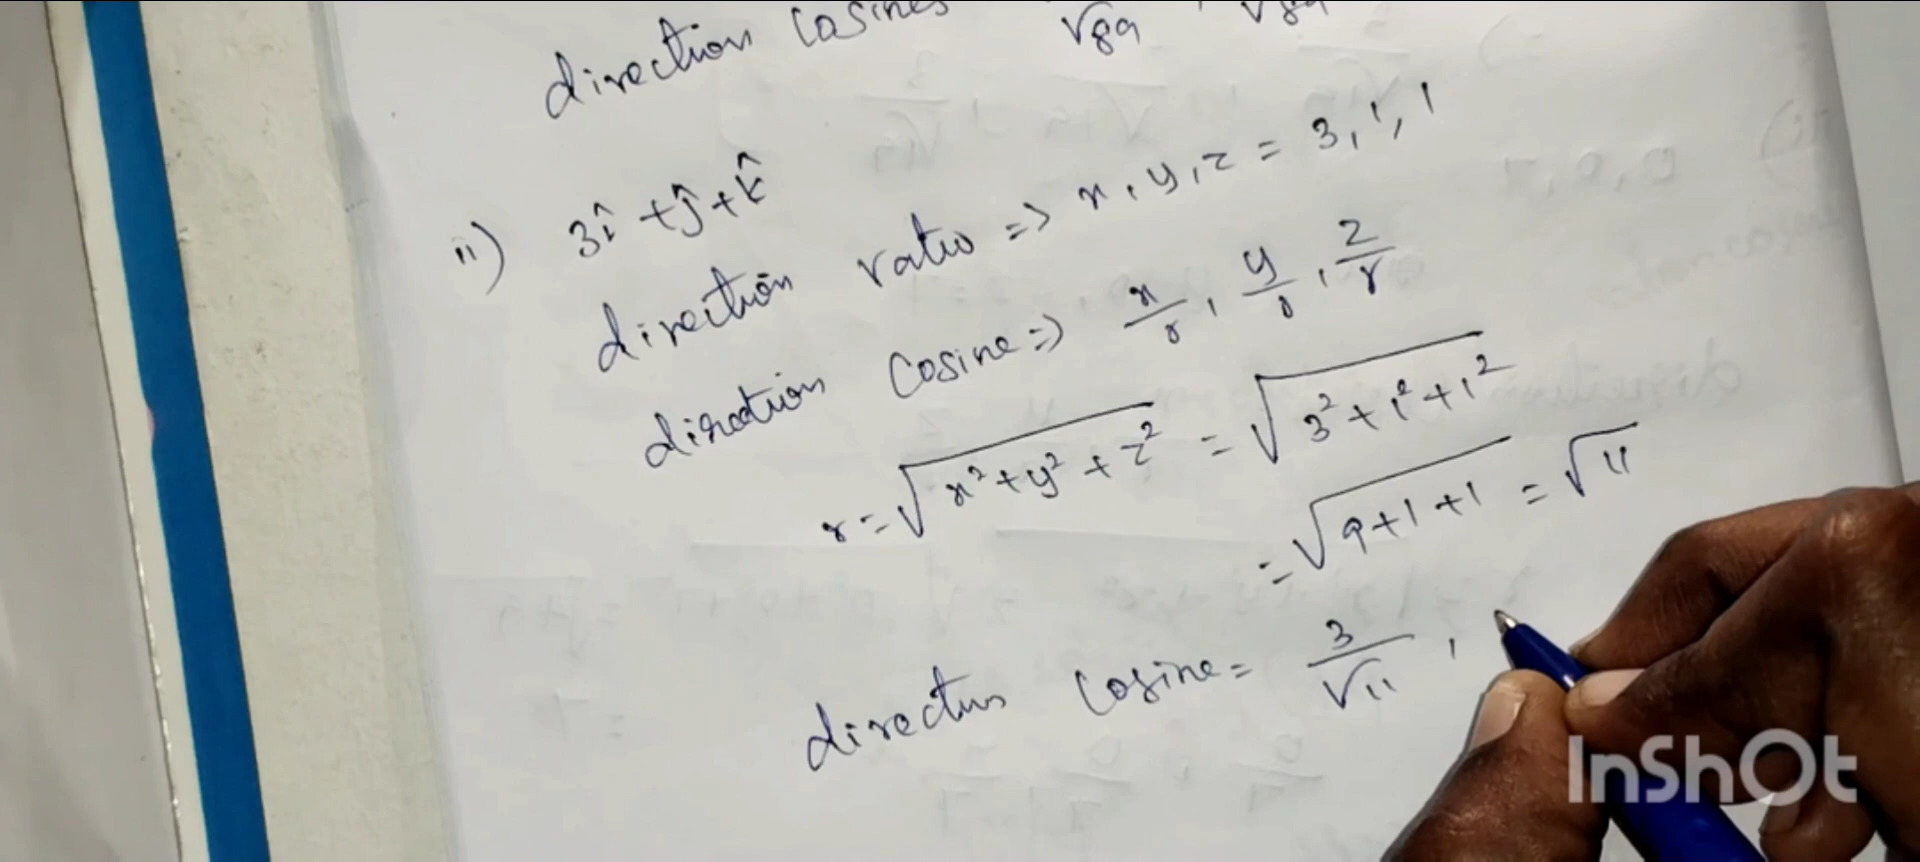 direction Cosines √89 , √89
ii) 3î + ĵ + k̂
direction ratio => x, y, z = 3, 1, 1
direction Cosine => x/r, y/r, z/r
r = √x²+y²+z² = √3²+1²+1²
= √9+1+1 = √11
direction Cosine = 3/√11 ,
InShOt